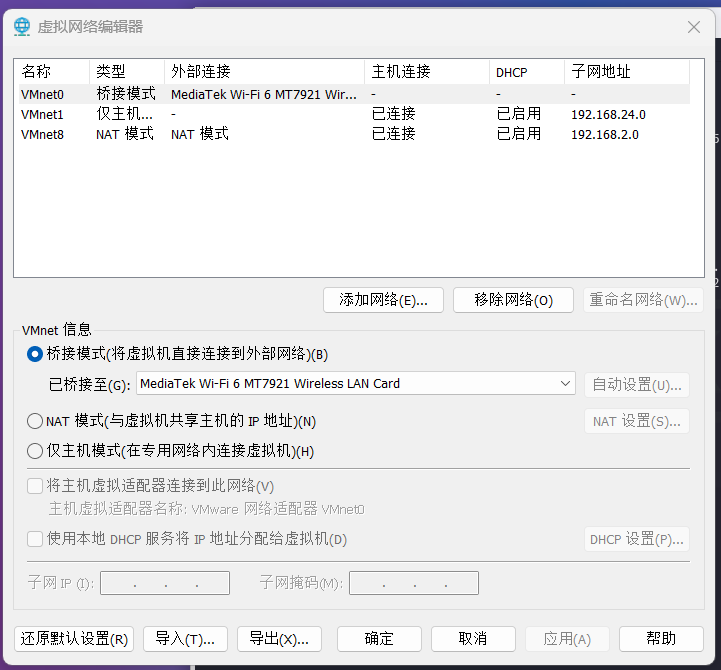 虚拟网络编辑器
名称 类型 外部连接 主机连接 DHCP 子网地址
VMnet0 桥接模式 MediaTek Wi-Fi 6 MT7921 Wir... - - -
VMnet1 仅主机... - 已连接 已启用 192.168.24.0
VMnet8 NAT 模式 NAT 模式 已连接 已启用 192.168.2.0
添加网络(E)... 移除网络(O) 重命名网络(W)...
VMnet 信息
桥接模式(将虚拟机直接连接到外部网络)(B)
已桥接至(G): MediaTek Wi-Fi 6 MT7921 Wireless LAN Card 自动设置(U)...
NAT 模式(与虚拟机共享主机的 IP 地址)(N) NAT 设置(S)...
仅主机模式(在专用网络内连接虚拟机)(H)
将主机虚拟适配器连接到此网络(V)
主机虚拟适配器名称: VMware 网络适配器 VMnet0
使用本地 DHCP 服务将 IP 地址分配给虚拟机(D) DHCP 设置(P)...
子网 IP (I): . . . 子网掩码(M): . . .
还原默认设置(R) 导入(T)... 导出(X)... 确定 取消 应用(A) 帮助